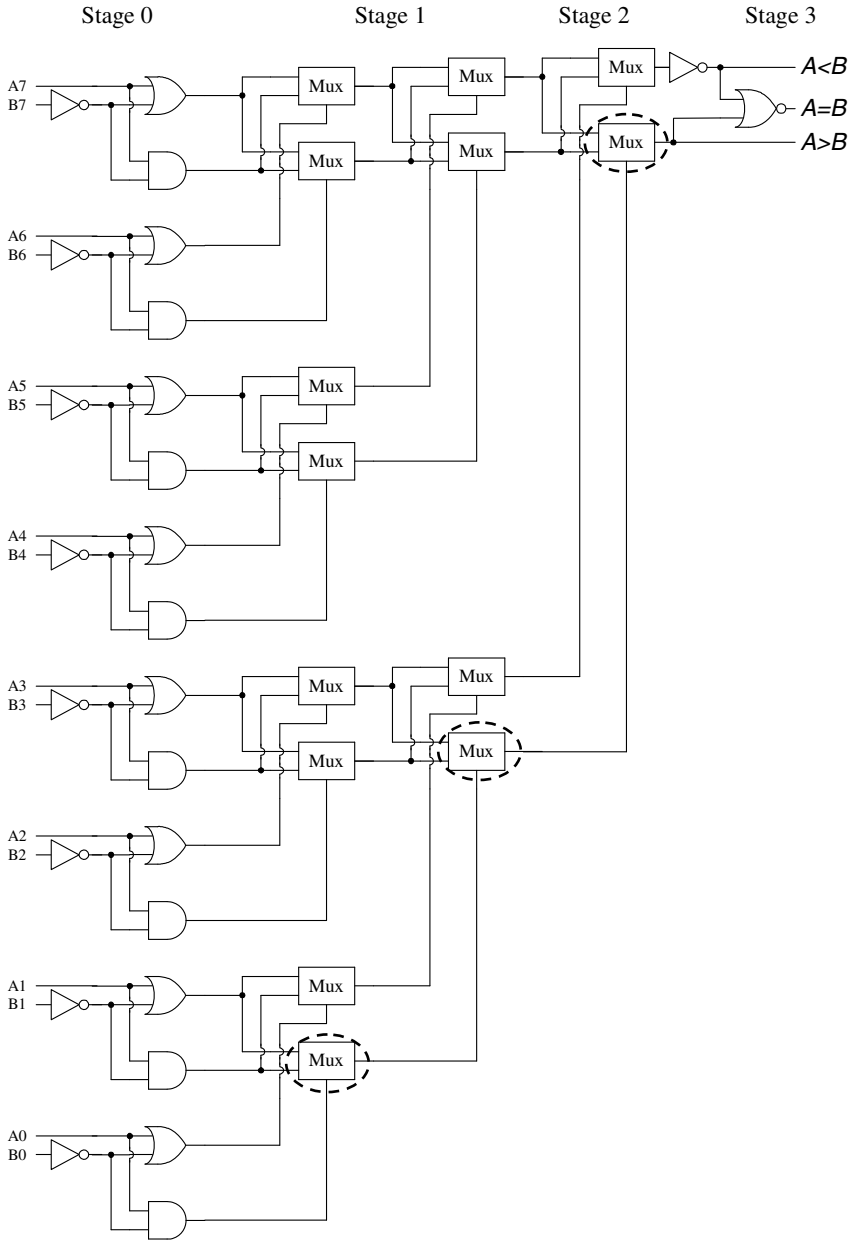 Stage 0 Stage 1 Stage 2 Stage 3
Mux Mux Mux A<B
A7
B7
A=B
Mux Mux Mux A>B
A6
B6
A5
B5
Mux
Mux
A4
B4
A3
B3
Mux Mux
Mux Mux
A2
B2
A1
B1
Mux
Mux
A0
B0